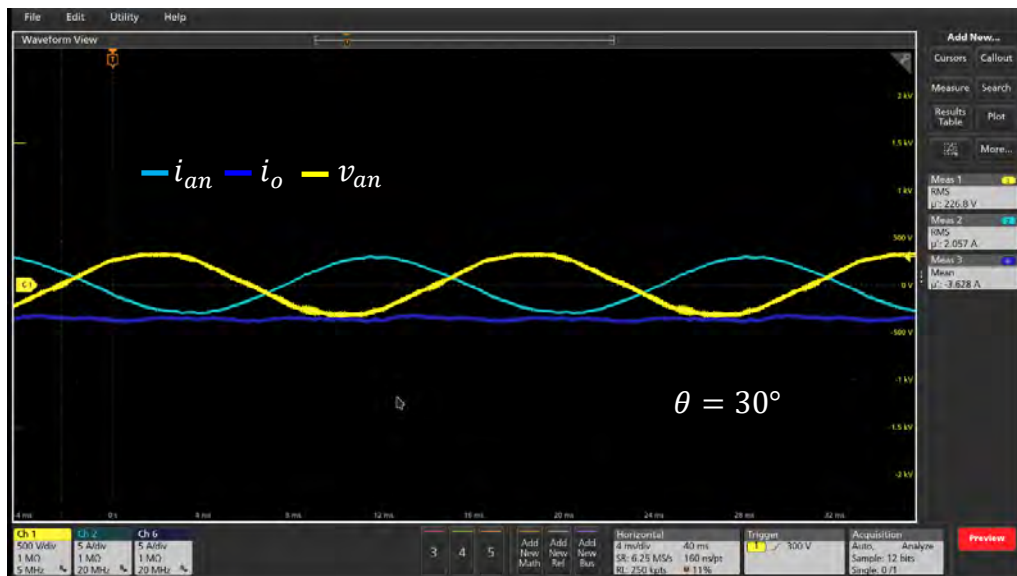 File Edit Utility Help
Waveform View
Add New...
T
Cursors Callout
2 kV
Measure Search
Results Table Plot
1.5 kV
More...
i_an i_o v_an
Meas 1 1
1 kV
RMS
µ': 226.8 V
Meas 2 2
RMS
500 V
µ': 2.057 A
Meas 3 6
Mean
C1
0 V
µ': -3.628 A
-500 V
-1 kV
θ = 30°
-1.5 kV
-2 kV
-4 ms 0 s 4 ms 8 ms 12 ms 16 ms 20 ms 24 ms 28 ms 32 ms
Ch 1 Ch 2 Ch 6
500 V/div 5 A/div 5 A/div
1 MΩ 1 MΩ 1 MΩ
5 MHz 20 MHz 20 MHz
3 4 5
Add New Math
Add New Ref
Add New Bus
Horizontal
4 ms/div 40 ms
SR: 6.25 MS/s 160 ns/pt
RL: 250 kpts 11%
Trigger
1 300 V
Acquisition
Auto, Analyze
Sample: 12 bits
Single: 0 /1
Preview